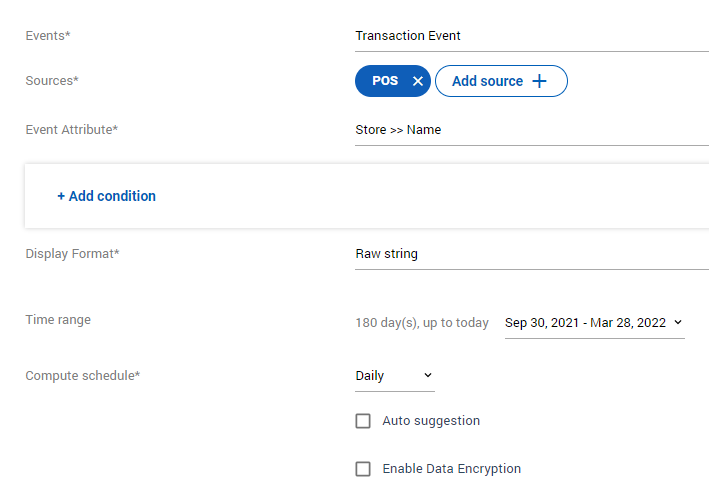 Events* Transaction Event
Sources* POS × Add source +
Event Attribute* Store >> Name
+ Add condition
Display Format* Raw string
Time range 180 day(s), up to today Sep 30, 2021 - Mar 28, 2022
Compute schedule* Daily
Auto suggestion
Enable Data Encryption